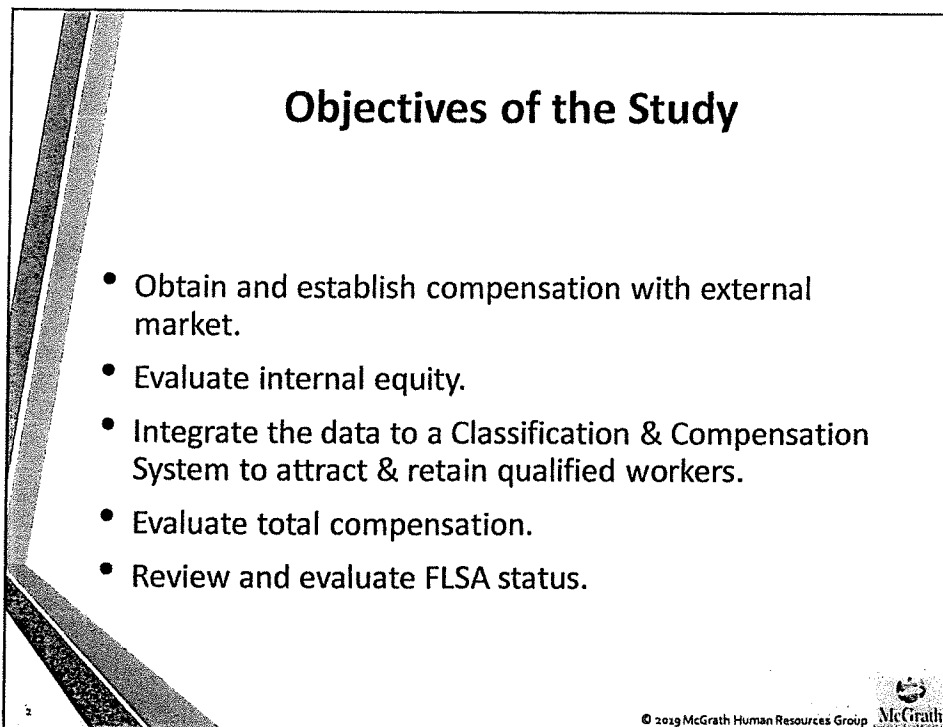 Objectives of the Study
• Obtain and establish compensation with external
market.
• Evaluate internal equity.
• Integrate the data to a Classification & Compensation
System to attract & retain qualified workers.
• Evaluate total compensation.
• Review and evaluate FLSA status.
2
© 2019 McGrath Human Resources Group
McGrath